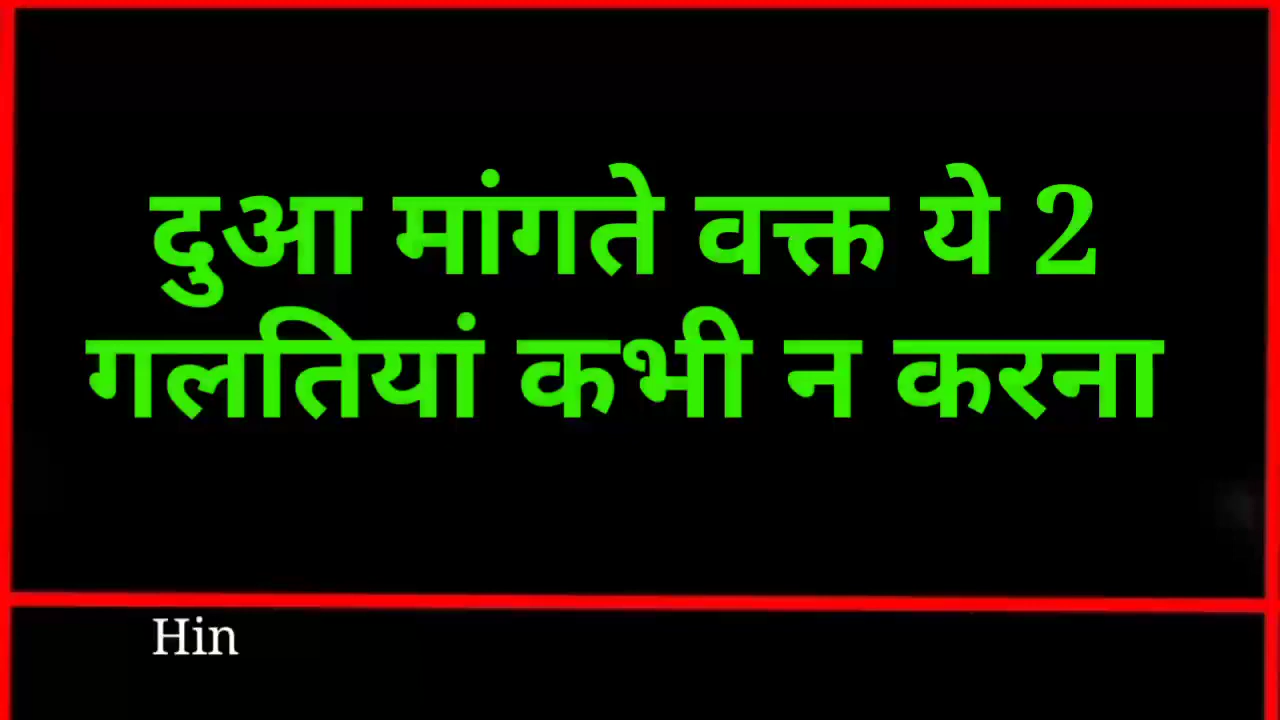 दुआ मांगते वक्त ये 2
गलतियां कभी न करना
Hin